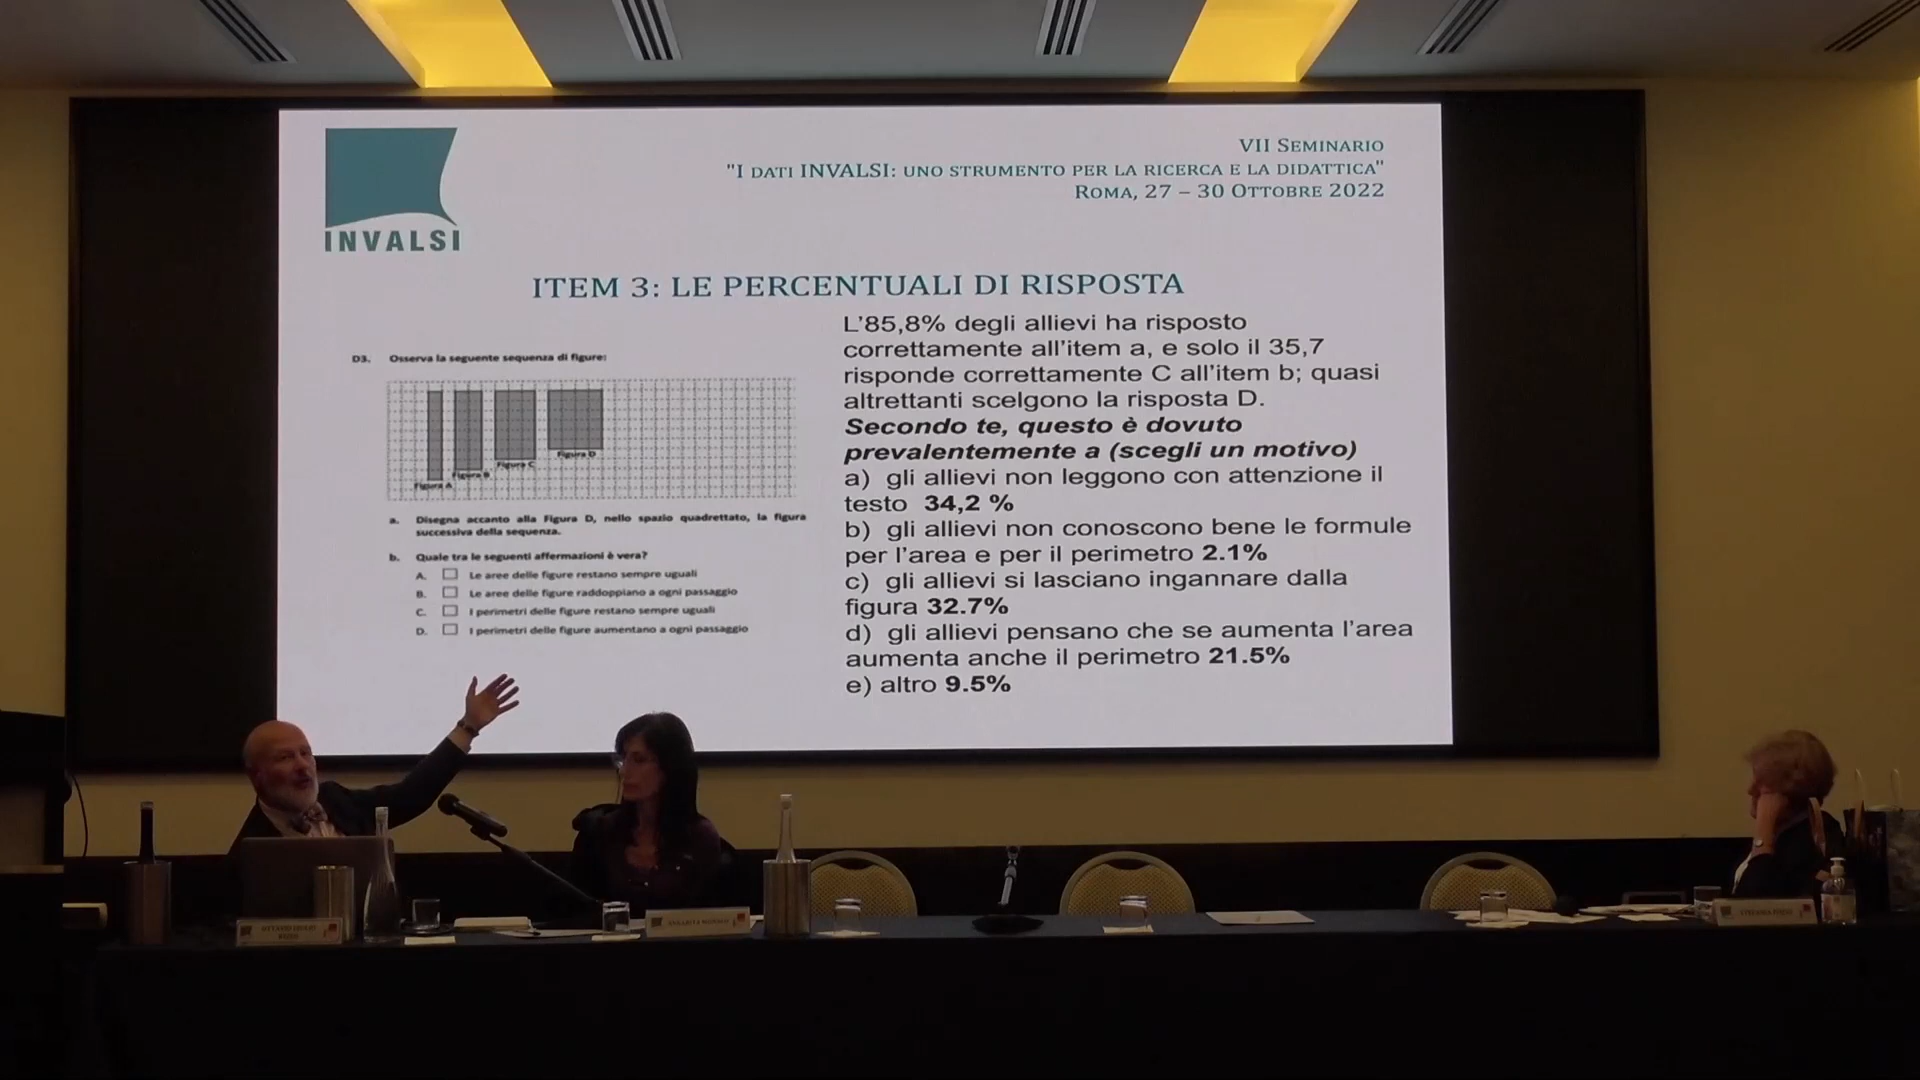 INVALSI
VII SEMINARIO
"I DATI INVALSI: UNO STRUMENTO PER LA RICERCA E LA DIDATTICA"
ROMA, 27 – 30 OTTOBRE 2022
ITEM 3: LE PERCENTUALI DI RISPOSTA
D3. Osserva la seguente sequenza di figure:
Figura A
Figura B
Figura C
Figura D
a. Disegna accanto alla Figura D, nello spazio quadrettato, la figura
successiva della sequenza.
b. Quale tra le seguenti affermazioni è vera?
A. Le aree delle figure restano sempre uguali
B. Le aree delle figure raddoppiano a ogni passaggio
C. I perimetri delle figure restano sempre uguali
D. I perimetri delle figure aumentano a ogni passaggio
L'85,8% degli allievi ha risposto
correttamente all'item a, e solo il 35,7
risponde correttamente C all'item b; quasi
altrettanti scelgono la risposta D.
Secondo te, questo è dovuto
prevalentemente a (scegli un motivo)
a) gli allievi non leggono con attenzione il
testo 34,2 %
b) gli allievi non conoscono bene le formule
per l'area e per il perimetro 2.1%
c) gli allievi si lasciano ingannare dalla
figura 32.7%
d) gli allievi pensano che se aumenta l'area
aumenta anche il perimetro 21.5%
e) altro 9.5%